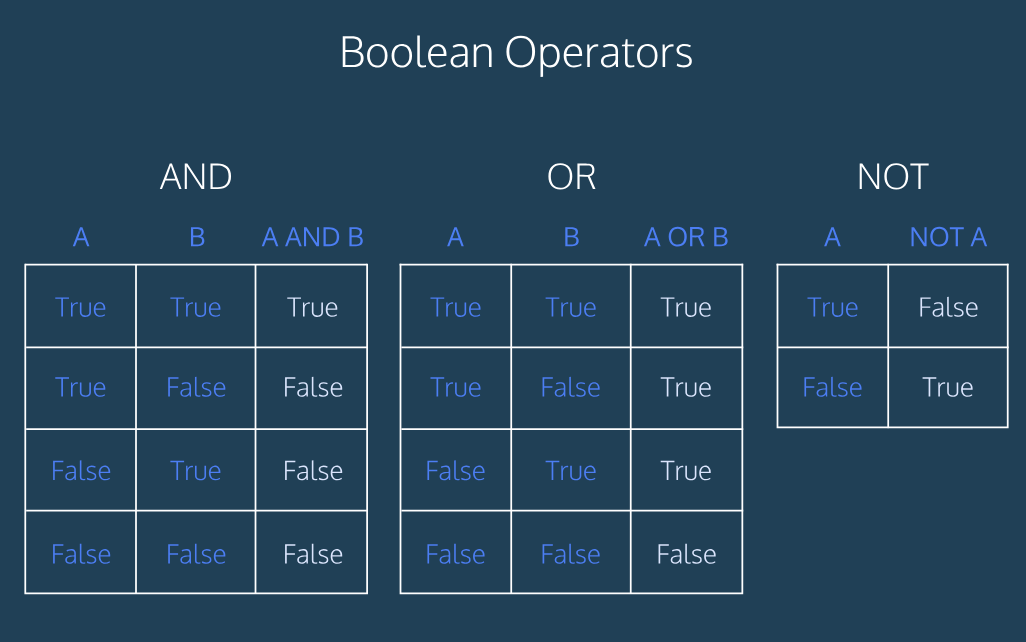 Boolean Operators
AND
A B A AND B
True True True
True False False
False True False
False False False
OR
A B A OR B
True True True
True False True
False True True
False False False
NOT
A NOT A
True False
False True